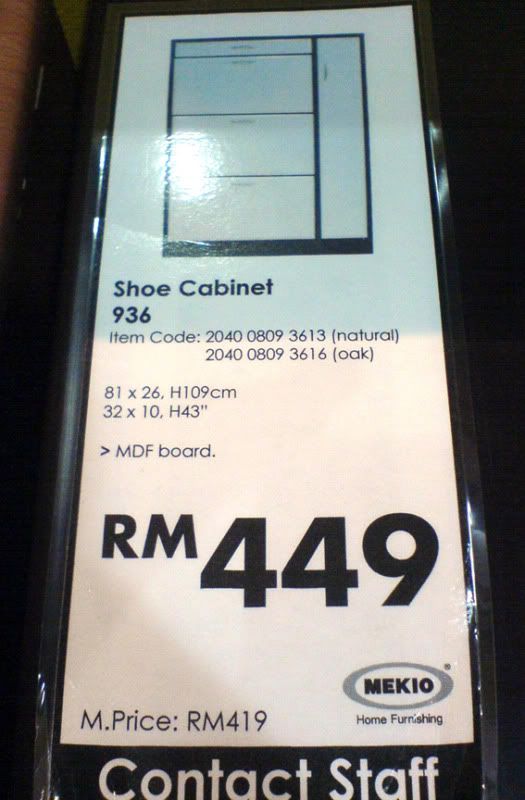 Shoe Cabinet
936
Item Code: 2040 0809 3613 (natural)
2040 0809 3616 (oak)
81 x 26, H109cm
32 x 10, H43"
> MDF board.
RM449
MEKIO®
Home Furnishing
M.Price: RM419
Contact Staff